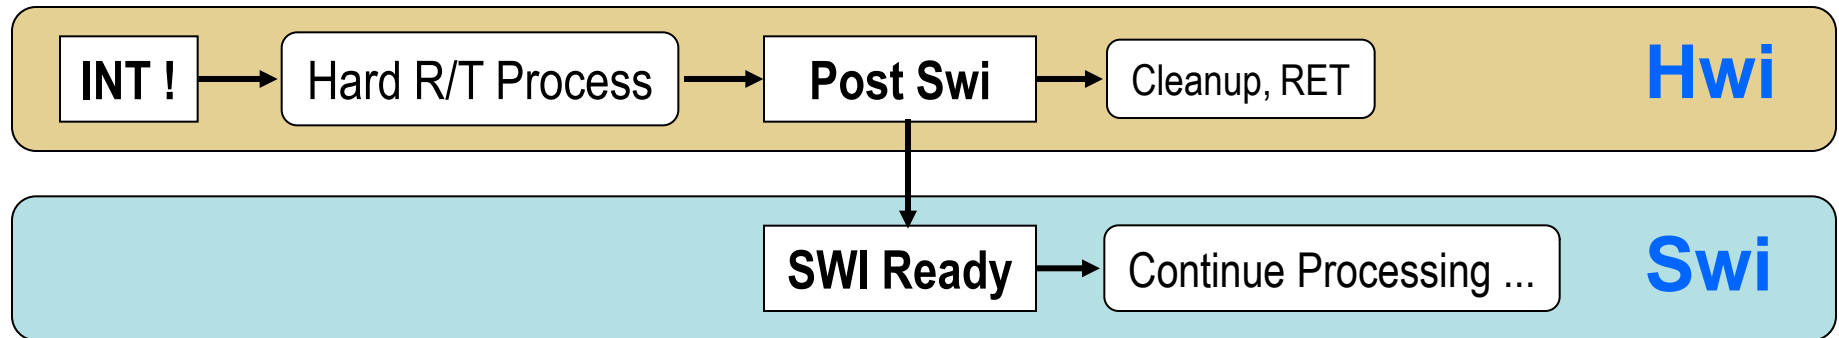 INT !
Hard R/T Process
Post Swi
Cleanup, RET
Hwi
SWI Ready
Continue Processing ...
Swi